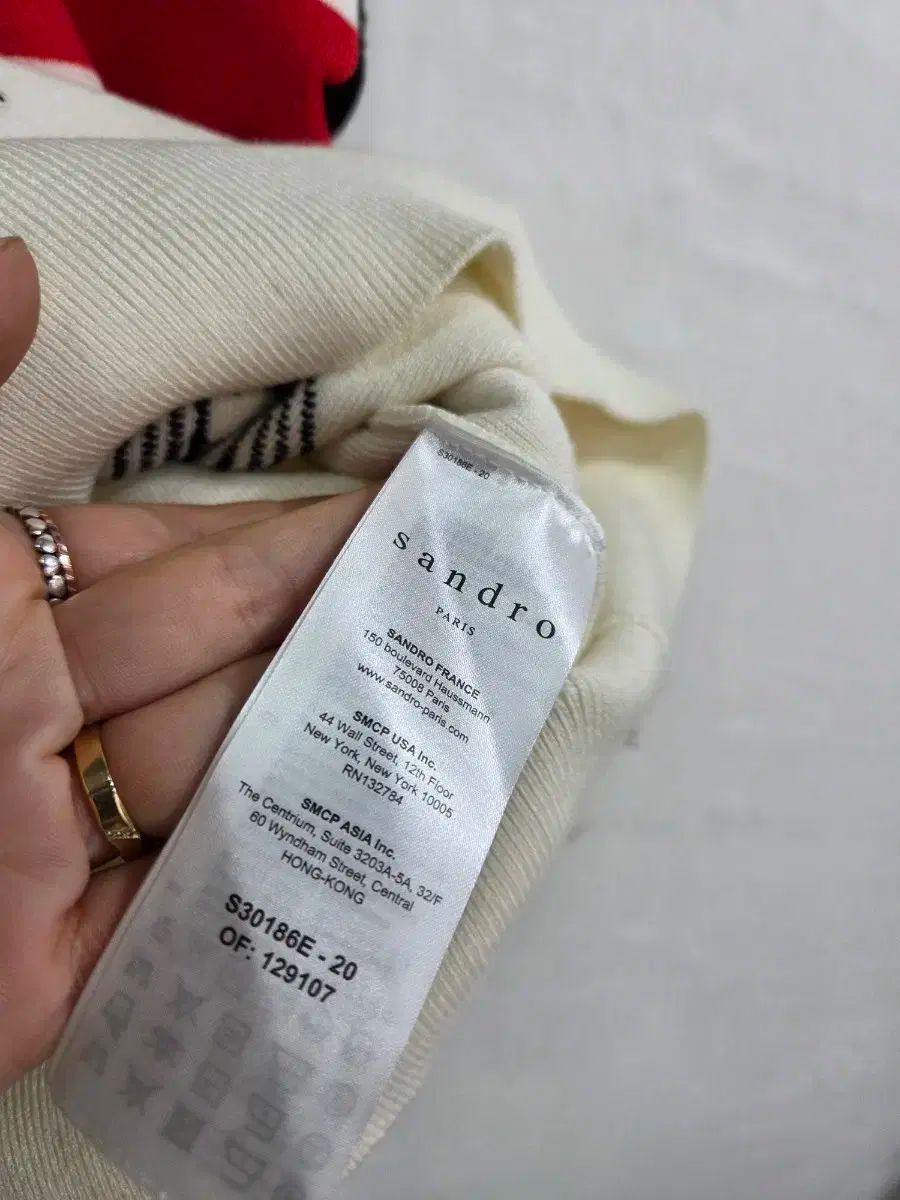 S30186E - 20
sandro
PARIS
SANDRO FRANCE
150 boulevard Haussmann
75008 Paris
www.sandro-paris.com
SMCP USA Inc.
44 Wall Street, 12th Floor
New York, New York 10005
RN132784
SMCP ASIA Inc.
The Centrium, Suite 3203A-5A, 32/F
60 Wyndham Street, Central
HONG-KONG
S30186E - 20
OF: 129107